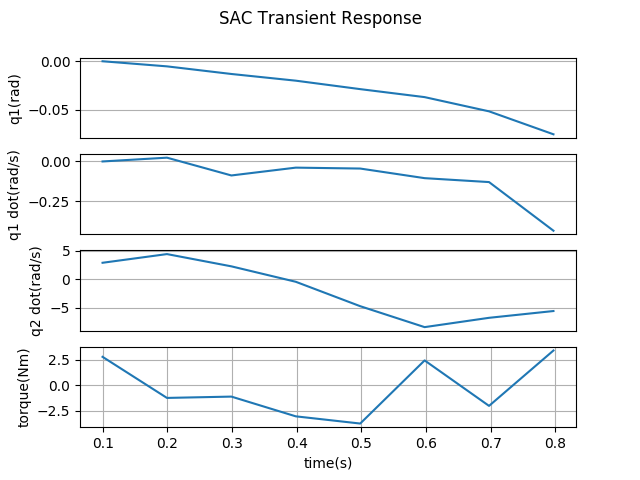 SAC Transient Response
0.00
−0.05
q1(rad)
0.00
−0.25
q1 dot(rad/s)
5
0
−5
q2 dot(rad/s)
2.5
0.0
−2.5
torque(Nm)
0.1 0.2 0.3 0.4 0.5 0.6 0.7 0.8
time(s)